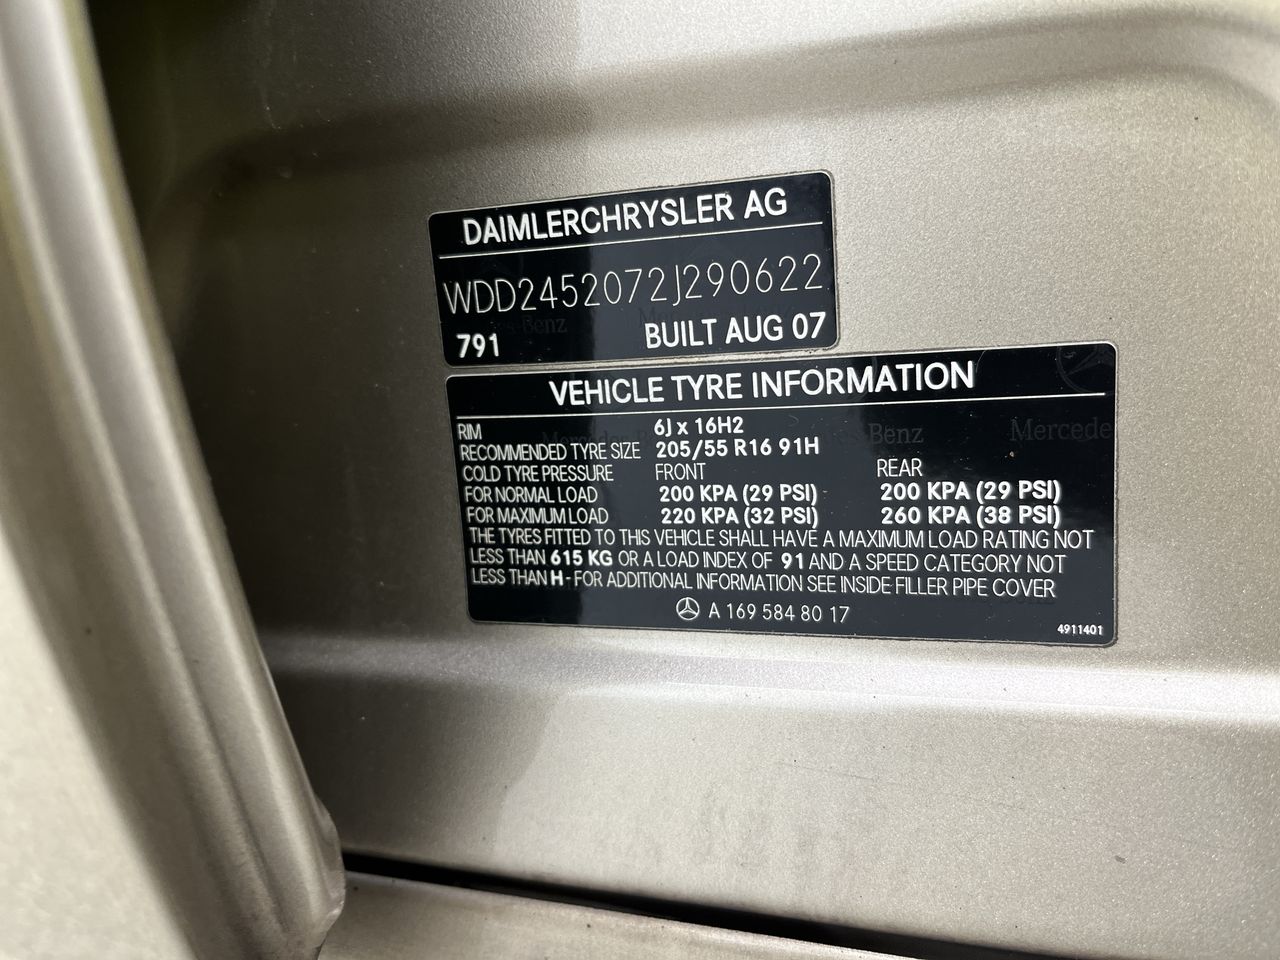 DAIMLERCHRYSLER AG
WDD2452072J290622
791 BUILT AUG 07
VEHICLE TYRE INFORMATION
RIM 6J x 16H2
RECOMMENDED TYRE SIZE 205/55 R16 91H
COLD TYRE PRESSURE FRONT REAR
FOR NORMAL LOAD 200 KPA (29 PSI) 200 KPA (29 PSI)
FOR MAXIMUM LOAD 220 KPA (32 PSI) 260 KPA (38 PSI)
THE TYRES FITTED TO THIS VEHICLE SHALL HAVE A MAXIMUM LOAD RATING NOT
LESS THAN 615 KG OR A LOAD INDEX OF 91 AND A SPEED CATEGORY NOT
LESS THAN H - FOR ADDITIONAL INFORMATION SEE INSIDE FILLER PIPE COVER
A 169 584 80 17
4911401